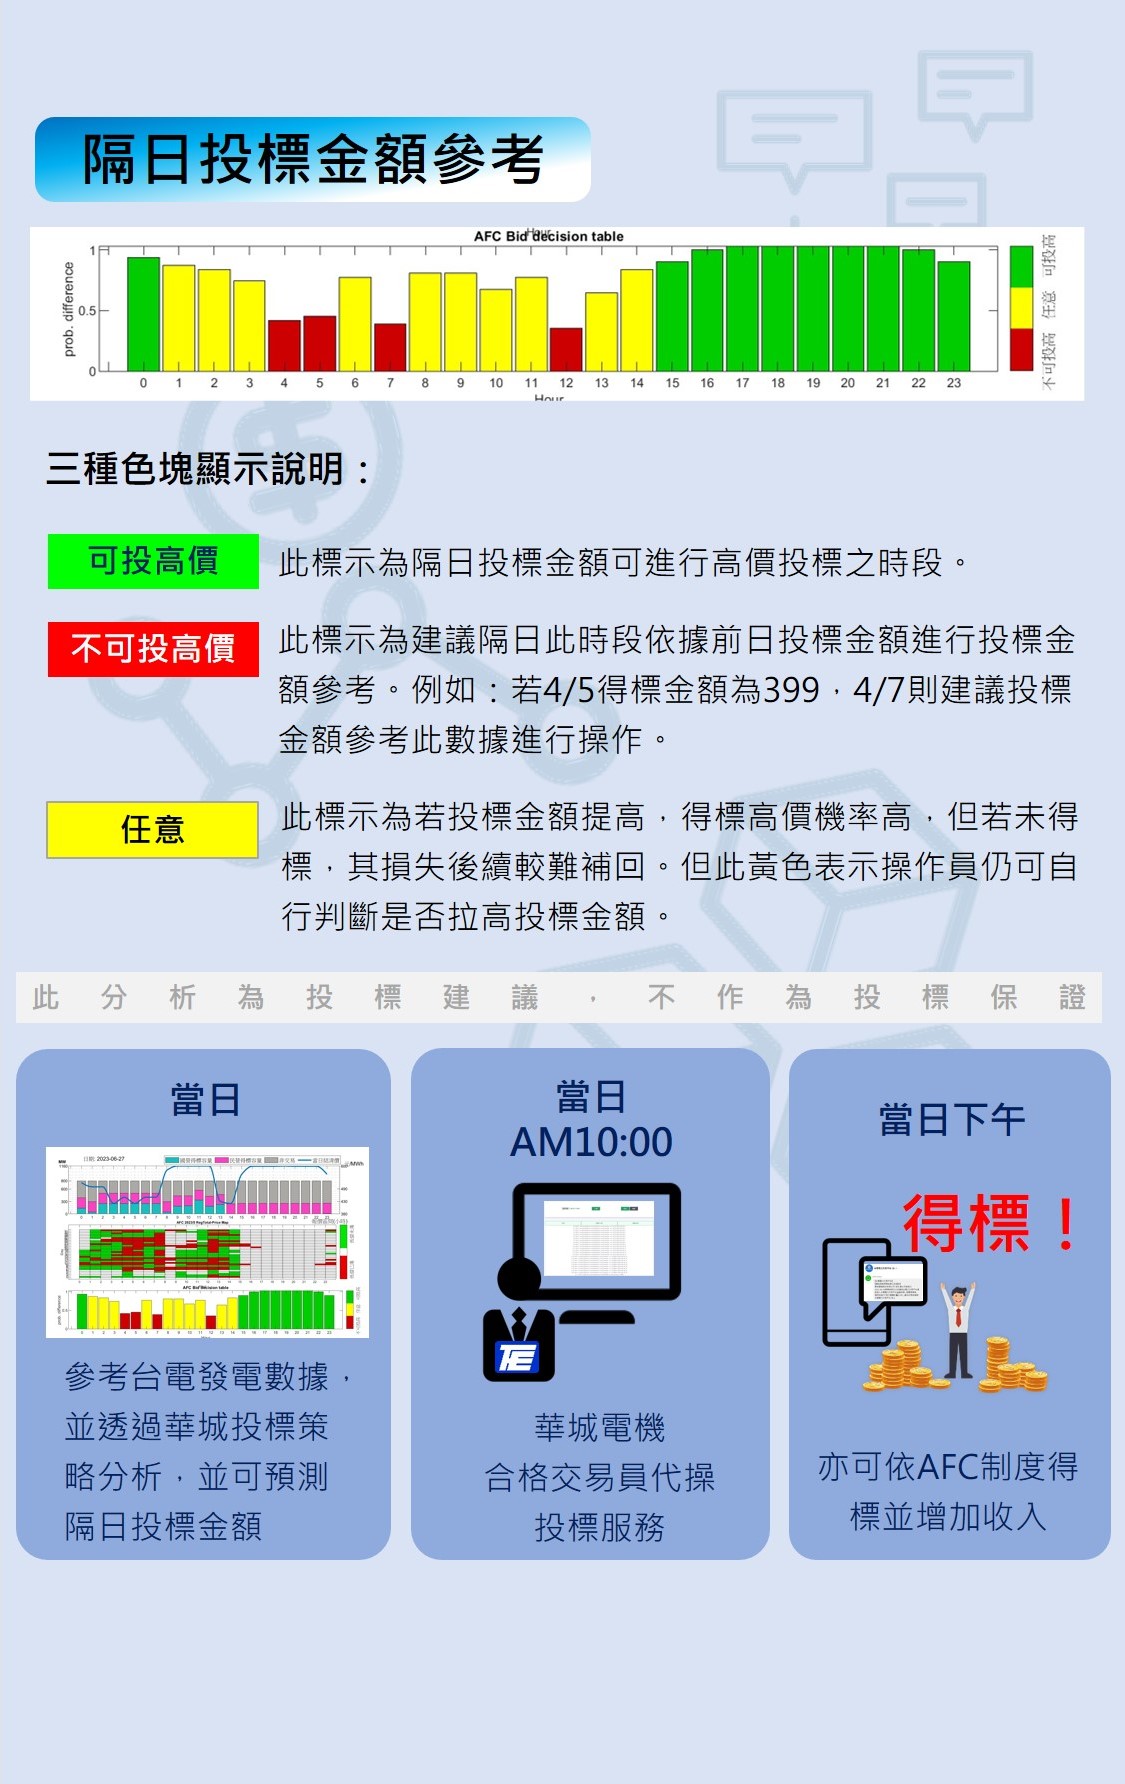 隔日投標金額參考
AFC Bid decision table
Hour
prob. difference
1
0.5
0
0 1 2 3 4 5 6 7 8 9 10 11 12 13 14 15 16 17 18 19 20 21 22 23
Hour
可投高
任意
不可投高
三種色塊顯示說明：
可投高價
此標示為隔日投標金額可進行高價投標之時段。
不可投高價
此標示為建議隔日此時段依據前日投標金額進行投標金
額參考。例如：若4/5得標金額為399，4/7則建議投標
金額參考此數據進行操作。
任意
此標示為若投標金額提高，得標高價機率高，但若未得
標，其損失後續較難補回。但此黃色表示操作員仍可自
行判斷是否拉高投標金額。
此分析為投標建議，不作為投標保證
當日
日期: 2023-06-27
AFC Bid decision table
參考台電發電數據，
並透過華城投標策
略分析，並可預測
隔日投標金額
當日
AM10:00
華城電機
合格交易員代操
投標服務
當日下午
得標！
亦可依AFC制度得
標並增加收入